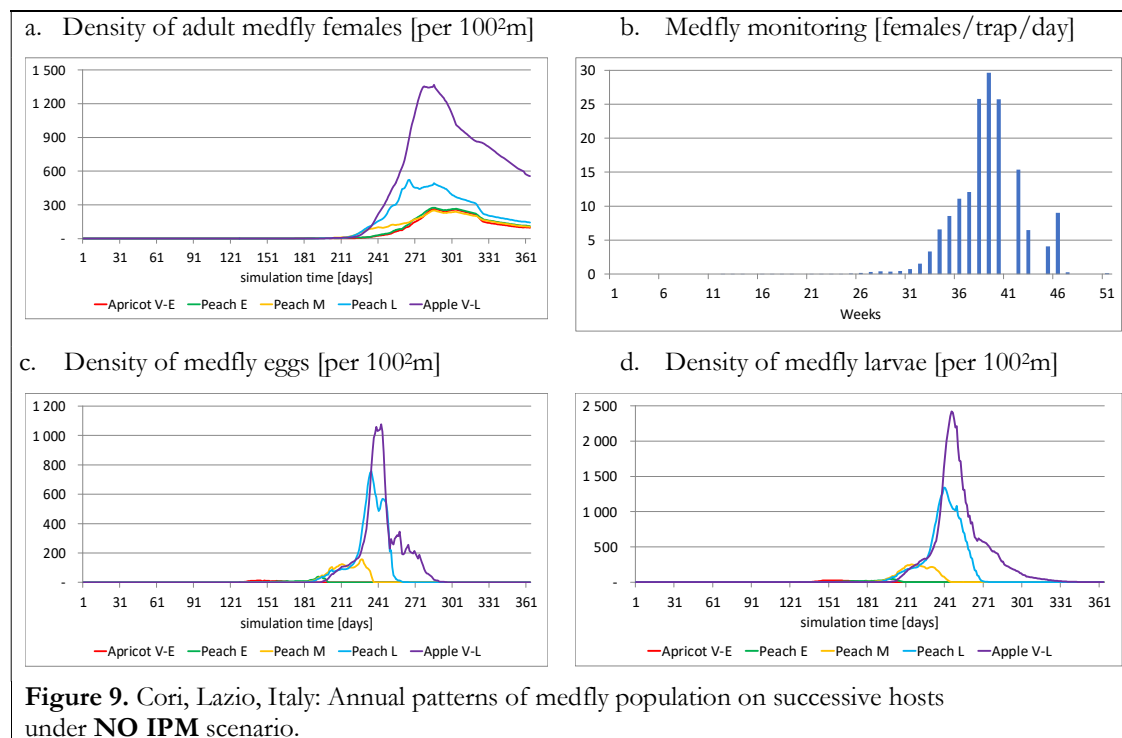 a. Density of adult medfly females [per 100²m]
b. Medfly monitoring [females/trap/day]
1 500
1 200
900
600
300
-
1 31 61 91 121 151 181 211 241 271 301 331 361
simulation time [days]
Apricot V-E Peach E Peach M Peach L Apple V-L
30
25
20
15
10
5
0
1 6 11 16 21 26 31 36 41 46 51
Weeks
c. Density of medfly eggs [per 100²m]
d. Density of medfly larvae [per 100²m]
1 200
1 000
800
600
400
200
-
1 31 61 91 121 151 181 211 241 271 301 331 361
simulation time [days]
Apricot V-E Peach E Peach M Peach L Apple V-L
2 500
2 000
1 500
1 000
500
-
1 31 61 91 121 151 181 211 241 271 301 331 361
simulation time [days]
Apricot V-E Peach E Peach M Peach L Apple V-L
Figure 9. Cori, Lazio, Italy: Annual patterns of medfly population on successive hosts
under NO IPM scenario.